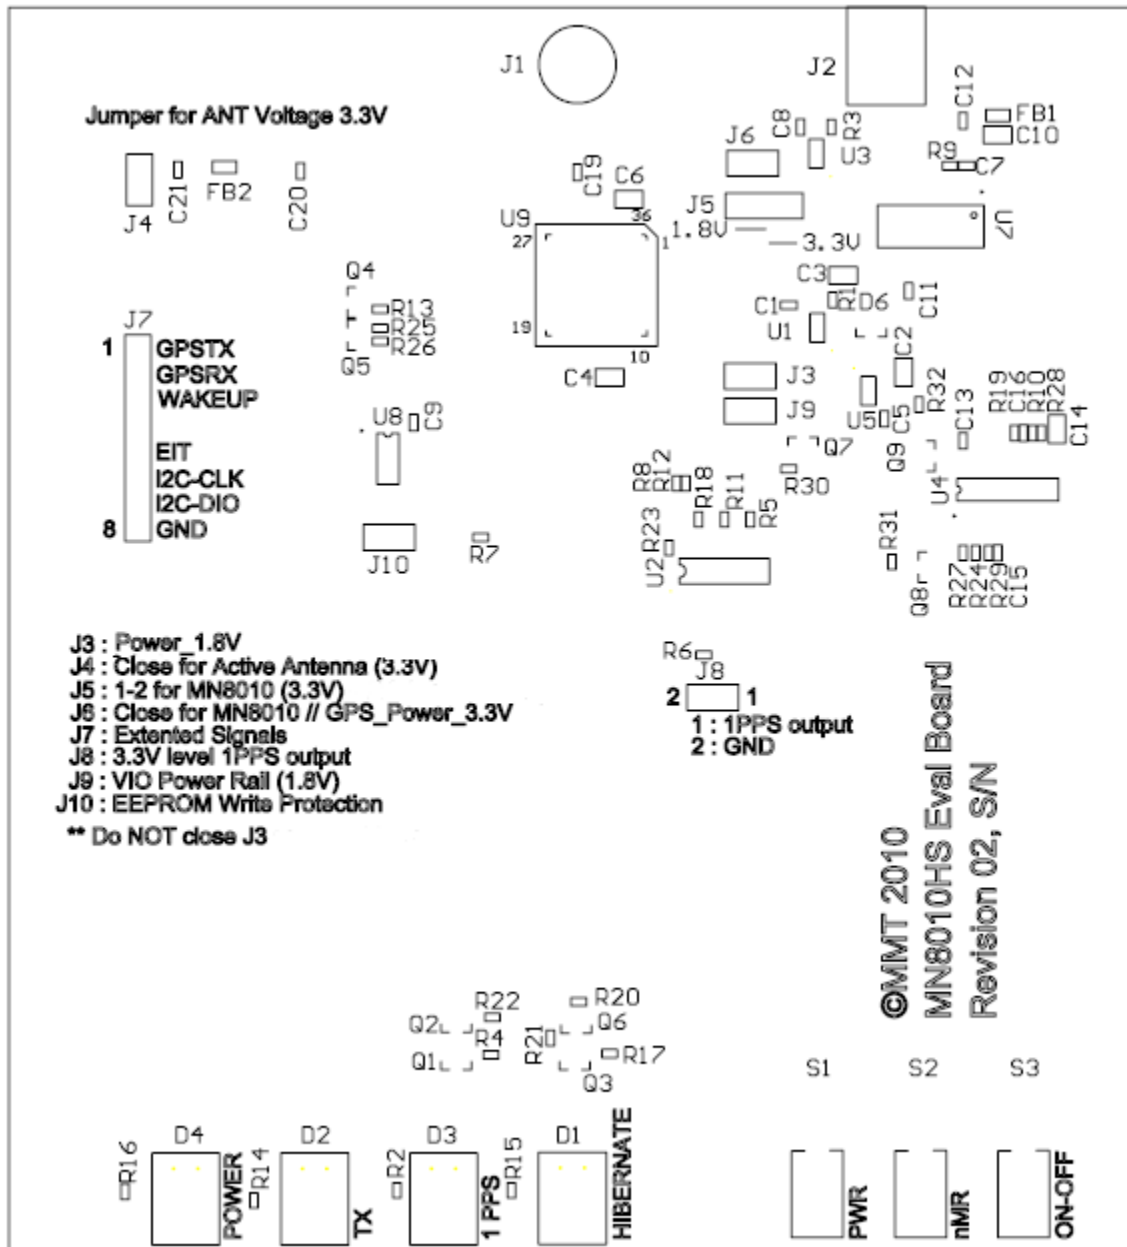 J1
J2
C12
FB1
C10
Jumper for ANT Voltage 3.3V
C8
R3
J6
U3
R9
C7
C19
C6
J4
C21
FB2
C20
J5
U9
36
27
1
1.8V
3.3V
U7
C3
Q4
C1
R1
D6
C11
R13
R25
R26
19
10
U1
C2
Q5
J7
1 GPSTX
GPSRX
WAKEUP
EIT
I2C-CLK
I2C-DIO
8 GND
C4
J3
J9
U5
C5
R32
C13
R19
C16
R10
R28
C14
U8
C9
Q7
Q9
R30
R8
R12
R18
R11
R5
U4
J10
R7
R23
U2
R31
Q8
R27
R24
R29
C15
J3 : Power_1.8V
J4 : Close for Active Antenna (3.3V)
J5 : 1-2 for MN8010 (3.3V)
J6 : Close for MN8010 // GPS_Power_3.3V
J7 : Extented Signals
J8 : 3.3V level 1PPS output
J9 : VIO Power Rail (1.8V)
J10 : EEPROM Write Protection
** Do NOT close J3
R6
J8
2 1
1 : 1PPS output
2 : GND
©MMT 2010
MN8010HS Eval Board
Revision 02, S/N
R22
R20
Q2
R4
R21
Q6
Q1
R17
Q3
S1
S2
S3
R16
D4
POWER
R14
D2
TX
R2
D3
1 PPS
R15
D1
HIBERNATE
PWR
nMR
ON-OFF